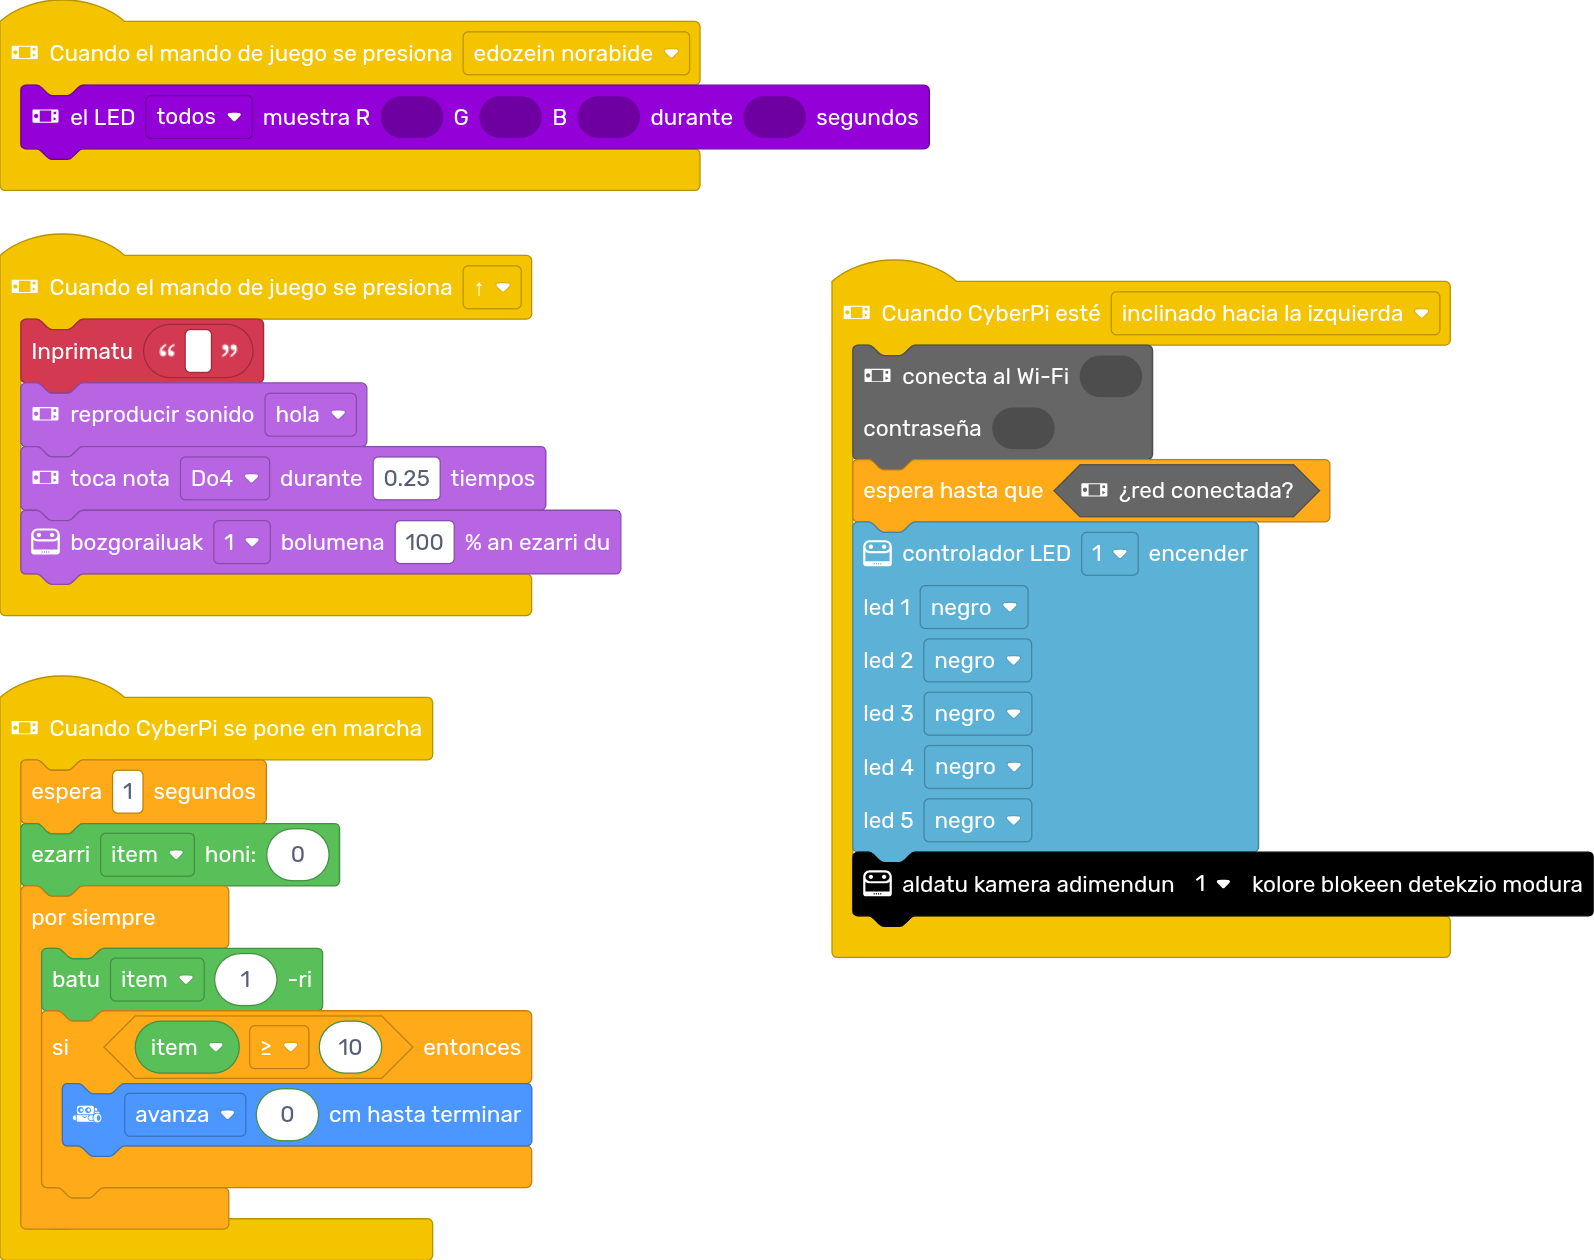 Cuando el mando de juego se presiona edozein norabide
el LED todos muestra R G B durante segundos
Cuando el mando de juego se presiona ↑
Inprimatu “ ”
reproducir sonido hola
toca nota Do4 durante 0.25 tiempos
bozgorailuak 1 bolumena 100 % an ezarri du
Cuando CyberPi se pone en marcha
espera 1 segundos
ezarri item honi: 0
por siempre
batu item 1 -ri
si item ≥ 10 entonces
avanza 0 cm hasta terminar
Cuando CyberPi esté inclinado hacia la izquierda
conecta al Wi-Fi
contraseña
espera hasta que ¿red conectada?
controlador LED 1 encender
led 1 negro
led 2 negro
led 3 negro
led 4 negro
led 5 negro
aldatu kamera adimendun 1 kolore blokeen detekzio modura